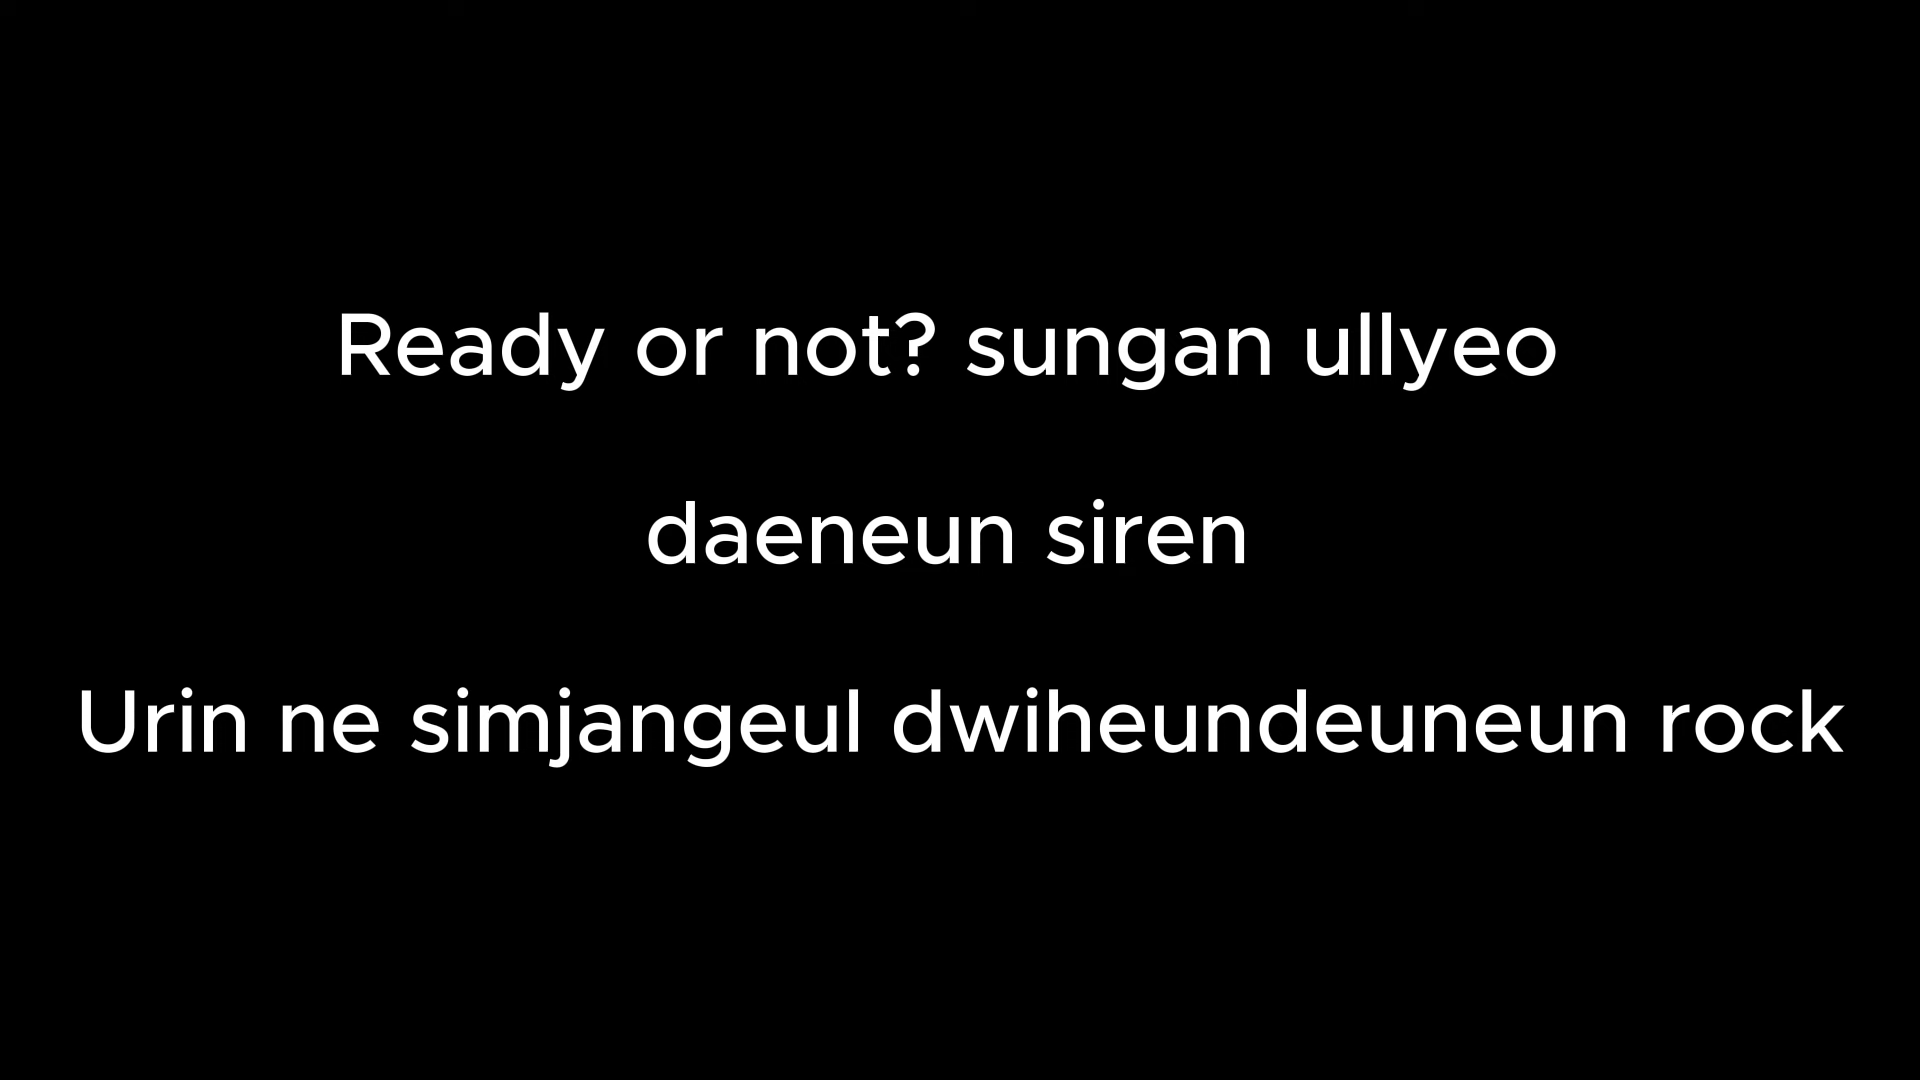 Ready or not? sungan ullyeo
daeneun siren
Urin ne simjangeul dwiheundeuneun rock